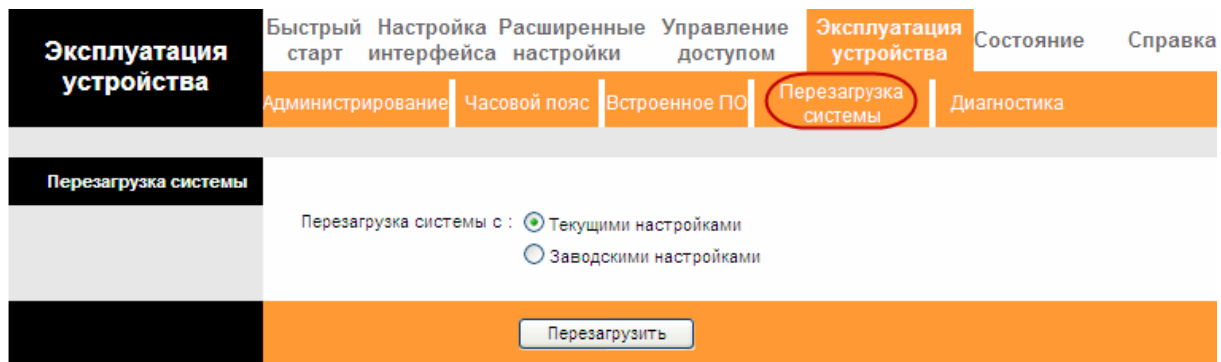 Эксплуатация
устройства
Быстрый
старт
Настройка
интерфейса
Расширенные
настройки
Управление
доступом
Эксплуатация
устройства
Состояние
Справка
Администрирование
Часовой пояс
Встроенное ПО
Перезагрузка
системы
Диагностика
Перезагрузка системы
Перезагрузка системы с :
Текущими настройками
Заводскими настройками
Перезагрузить